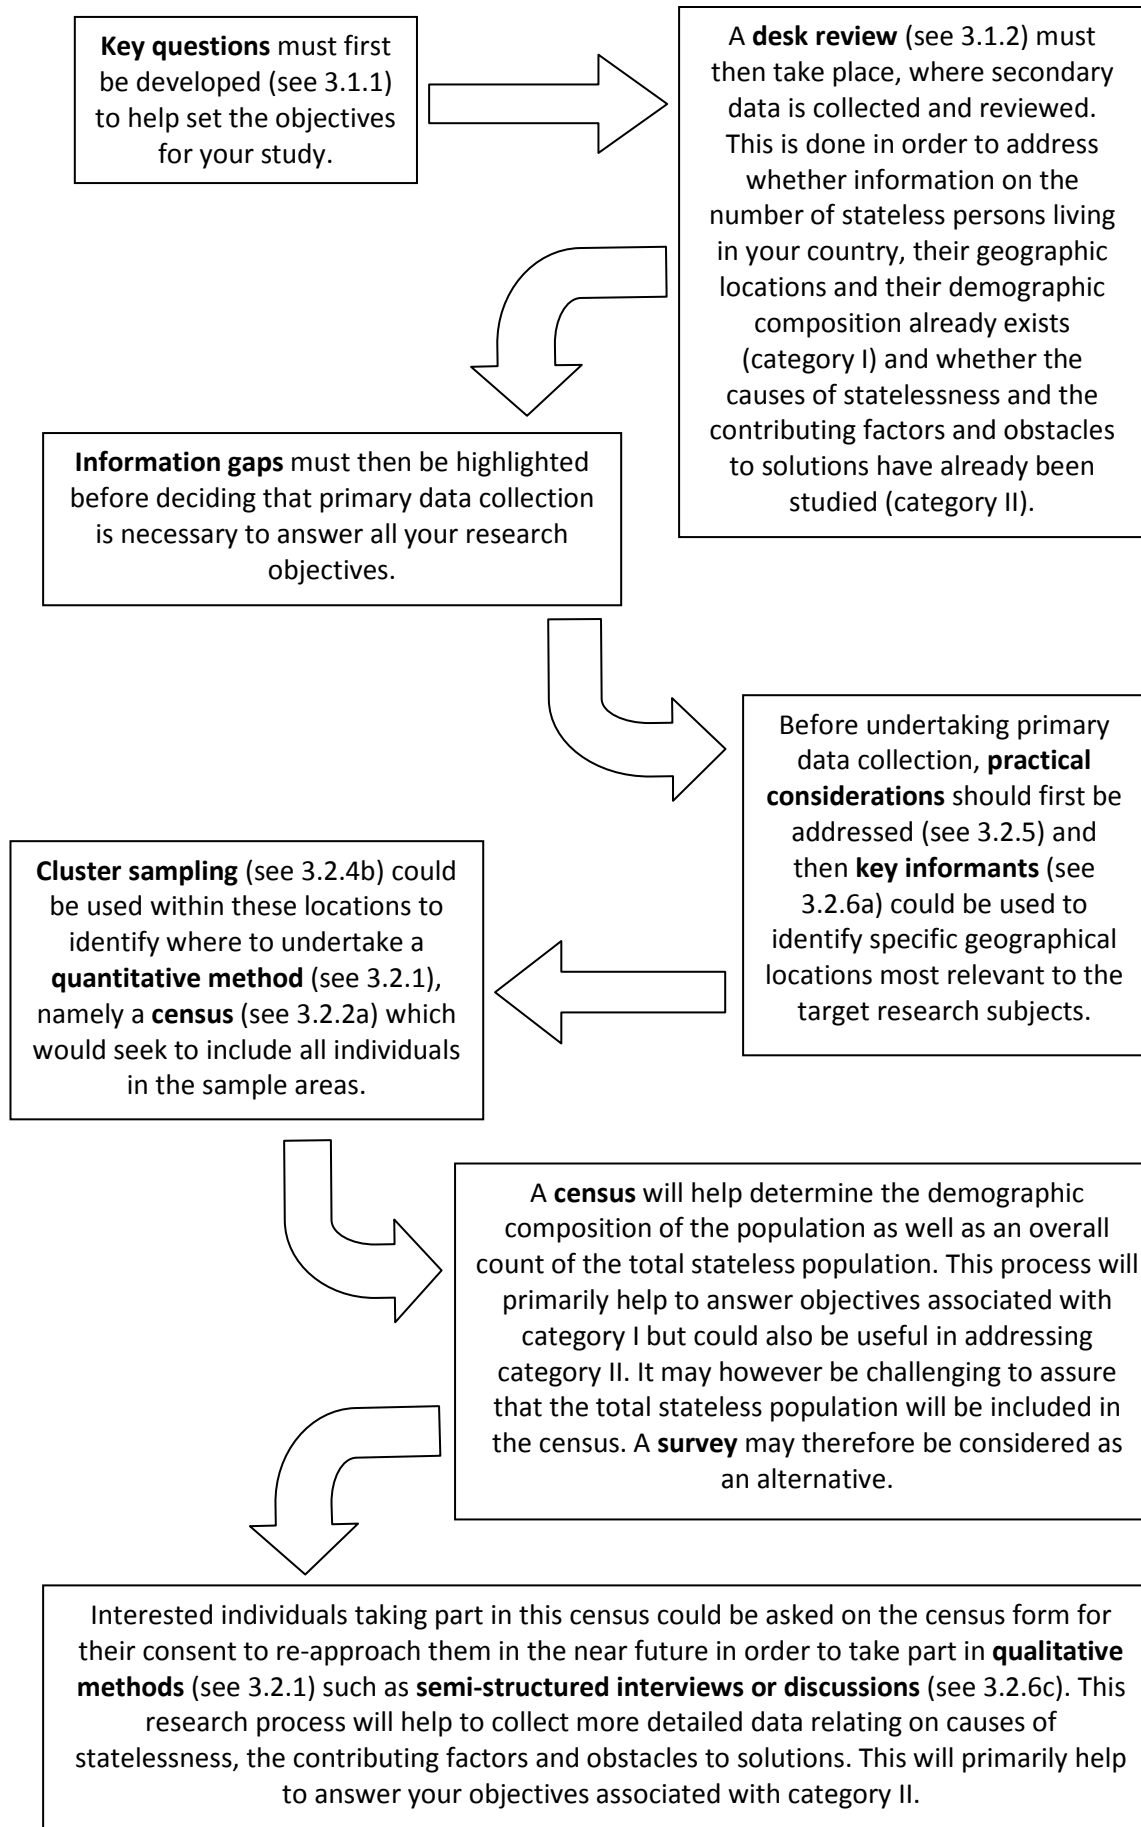 Key questions must first
be developed (see 3.1.1)
to help set the objectives
for your study.
A desk review (see 3.1.2) must
then take place, where secondary
data is collected and reviewed.
This is done in order to address
whether information on the
number of stateless persons living
in your country, their geographic
locations and their demographic
composition already exists
(category I) and whether the
causes of statelessness and the
contributing factors and obstacles
to solutions have already been
studied (category II).
Information gaps must then be highlighted
before deciding that primary data collection
is necessary to answer all your research
objectives.
Before undertaking primary
data collection, practical
considerations should first be
addressed (see 3.2.5) and
then key informants (see
3.2.6a) could be used to
identify specific geographical
locations most relevant to the
target research subjects.
Cluster sampling (see 3.2.4b) could
be used within these locations to
identify where to undertake a
quantitative method (see 3.2.1),
namely a census (see 3.2.2a) which
would seek to include all individuals
in the sample areas.
A census will help determine the demographic
composition of the population as well as an overall
count of the total stateless population. This process will
primarily help to answer objectives associated with
category I but could also be useful in addressing
category II. It may however be challenging to assure
that the total stateless population will be included in
the census. A survey may therefore be considered as
an alternative.
Interested individuals taking part in this census could be asked on the census form for
their consent to re-approach them in the near future in order to take part in qualitative
methods (see 3.2.1) such as semi-structured interviews or discussions (see 3.2.6c). This
research process will help to collect more detailed data relating on causes of
statelessness, the contributing factors and obstacles to solutions. This will primarily help
to answer your objectives associated with category II.